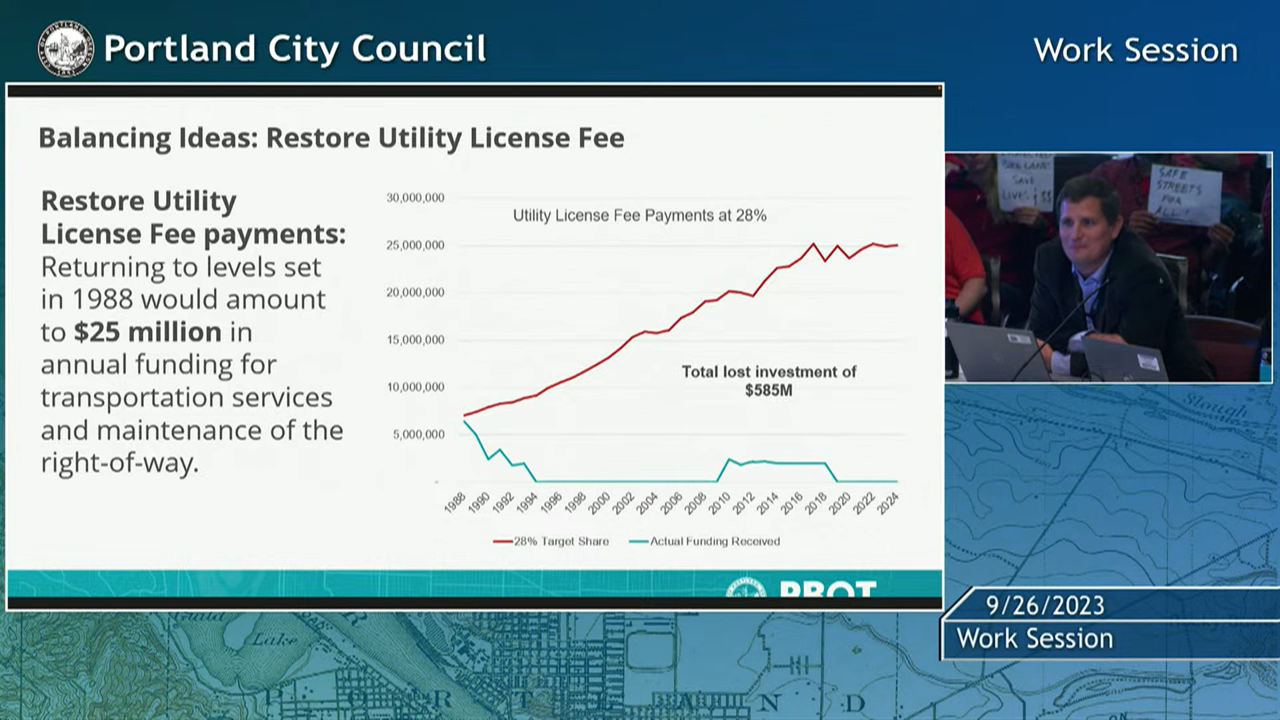 Portland City Council
Work Session
Balancing Ideas: Restore Utility License Fee
Restore Utility
License Fee payments:
Returning to levels set
in 1988 would amount
to $25 million in
annual funding for
transportation services
and maintenance of the
right-of-way.
Utility License Fee Payments at 28%
30,000,000
25,000,000
20,000,000
15,000,000
10,000,000
5,000,000
-
Total lost investment of
$585M
1988 1990 1992 1994 1996 1998 2000 2002 2004 2006 2008 2010 2012 2014 2016 2018 2020 2022 2024
28% Target Share Actual Funding Received
PBOT
SAVE
SAFE
STREETS
FOR
ALL!
Slough
9/26/2023
Work Session
Guild
Lake
P O R T L A N D